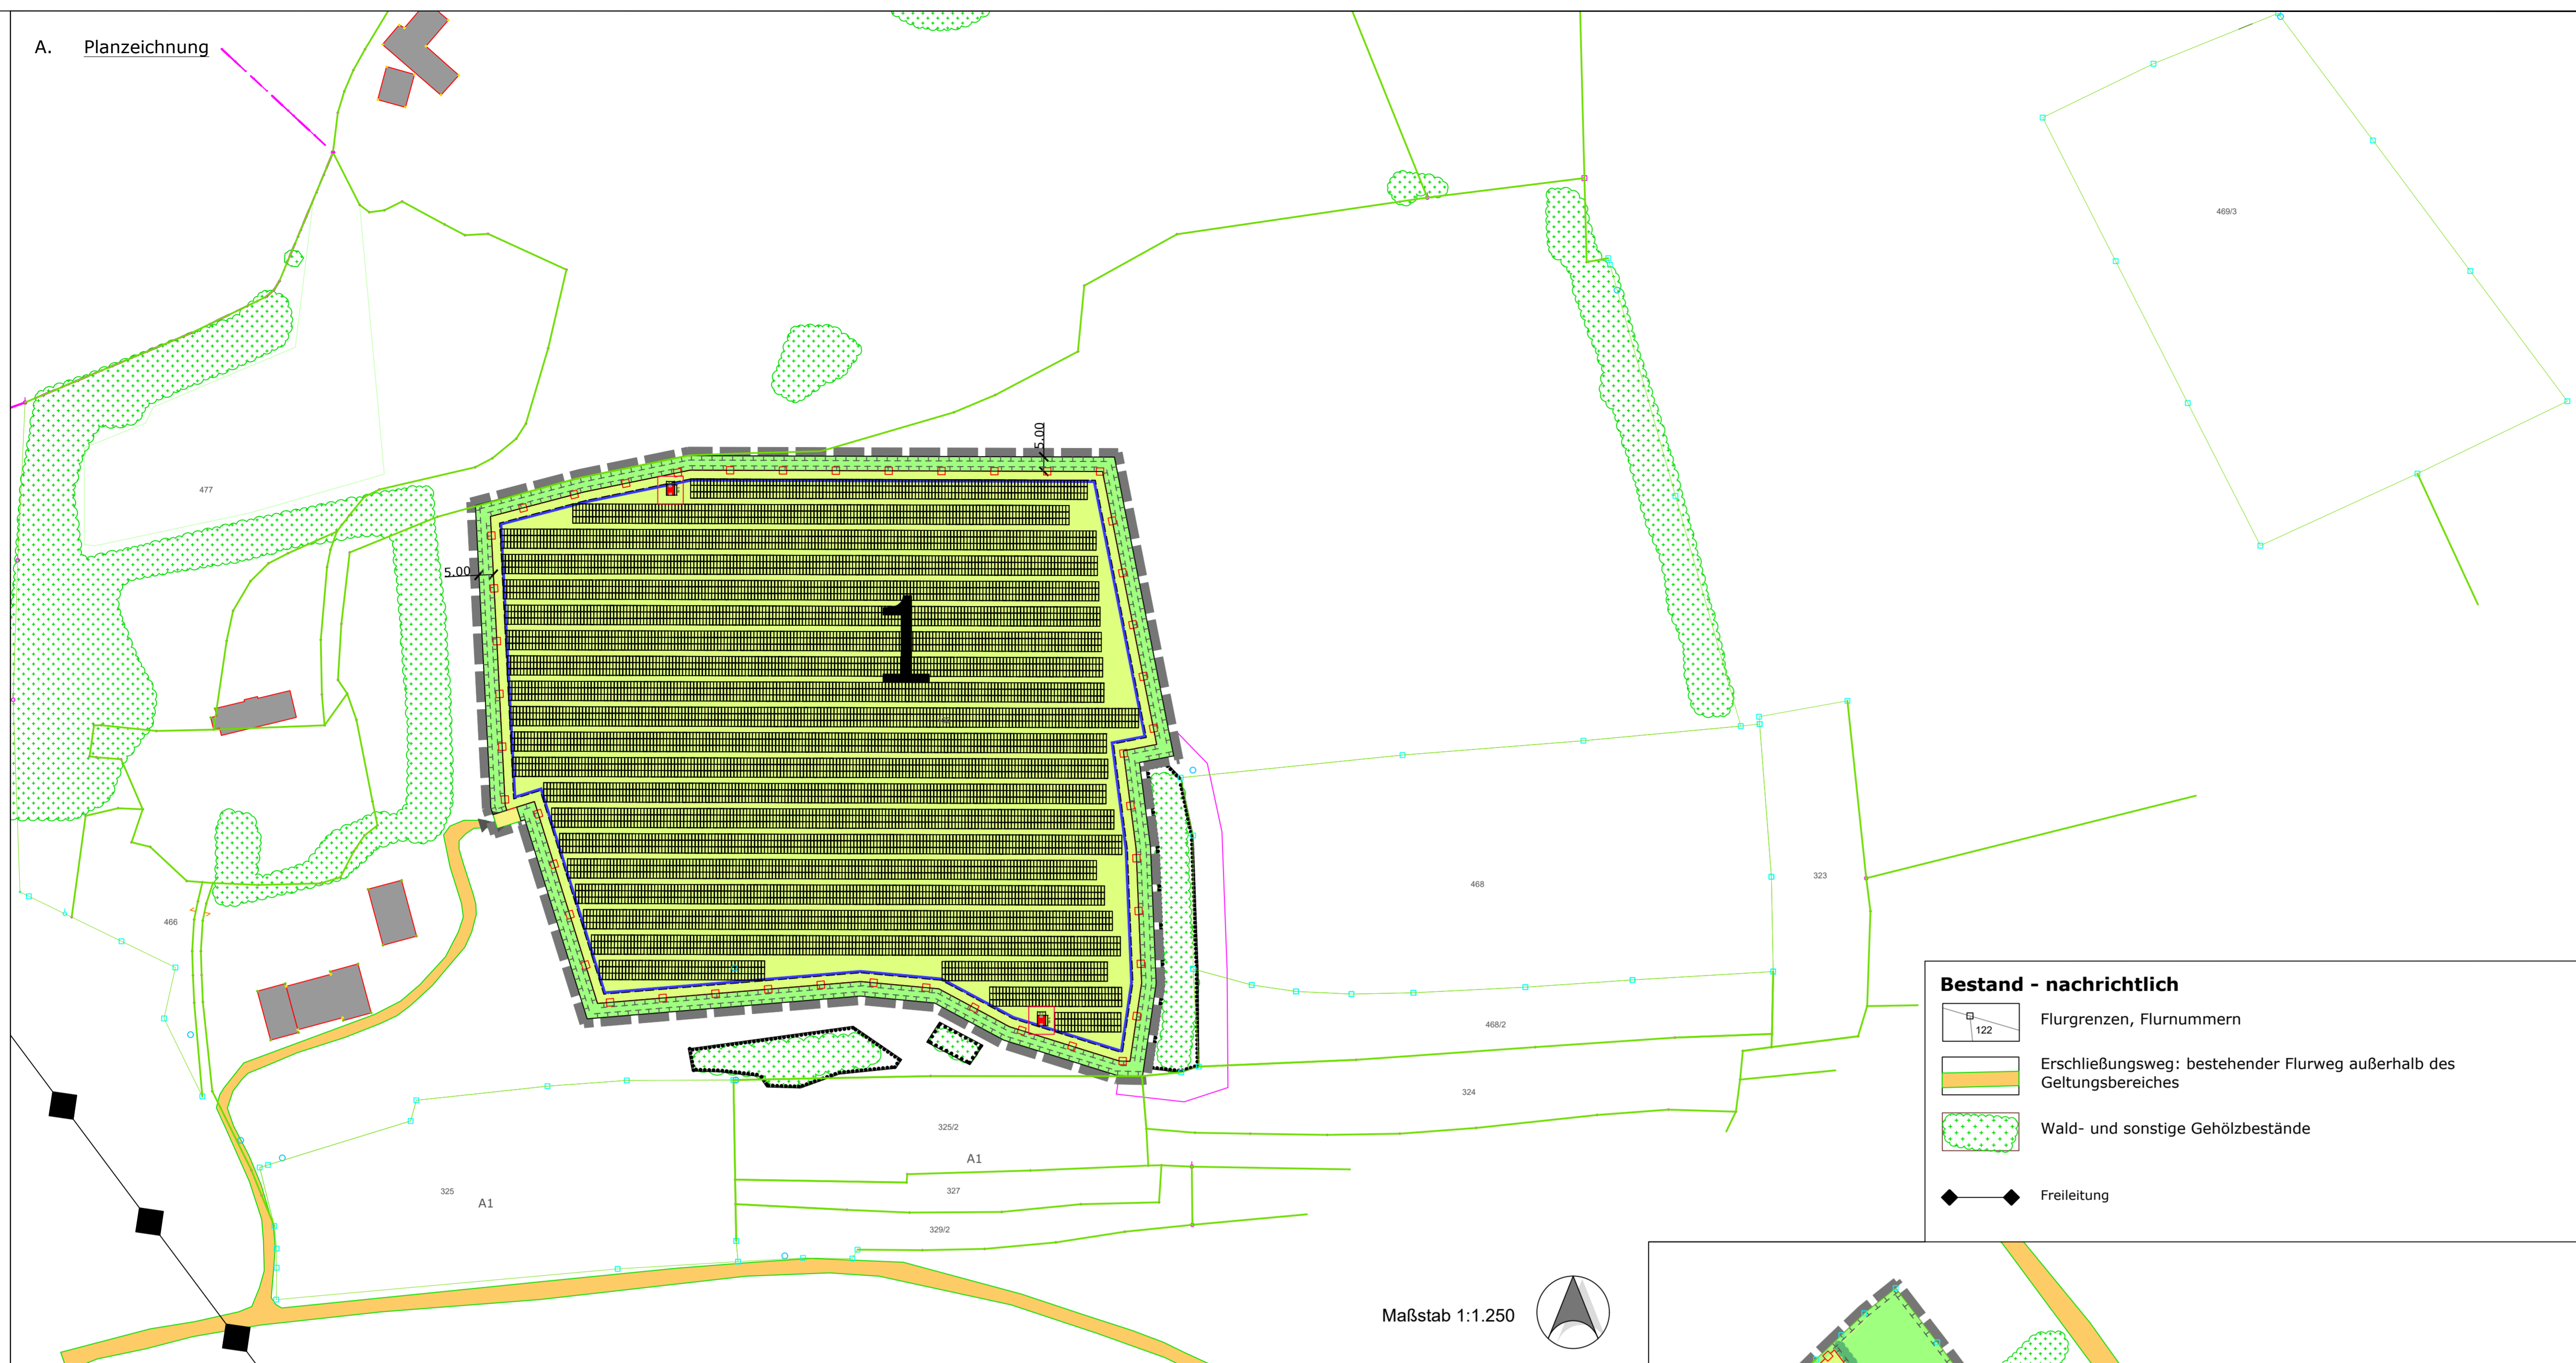 A. Planzeichnung
469/3
5.00
477
5.00
1
468
323
466
Bestand - nachrichtlich
122
Flurgrenzen, Flurnummern
468/2
Erschließungsweg: bestehender Flurweg außerhalb des
Geltungsbereiches
324
325/2
Wald- und sonstige Gehölzbestände
A1
325
327
A1
Freileitung
329/2
Maßstab 1:1.250